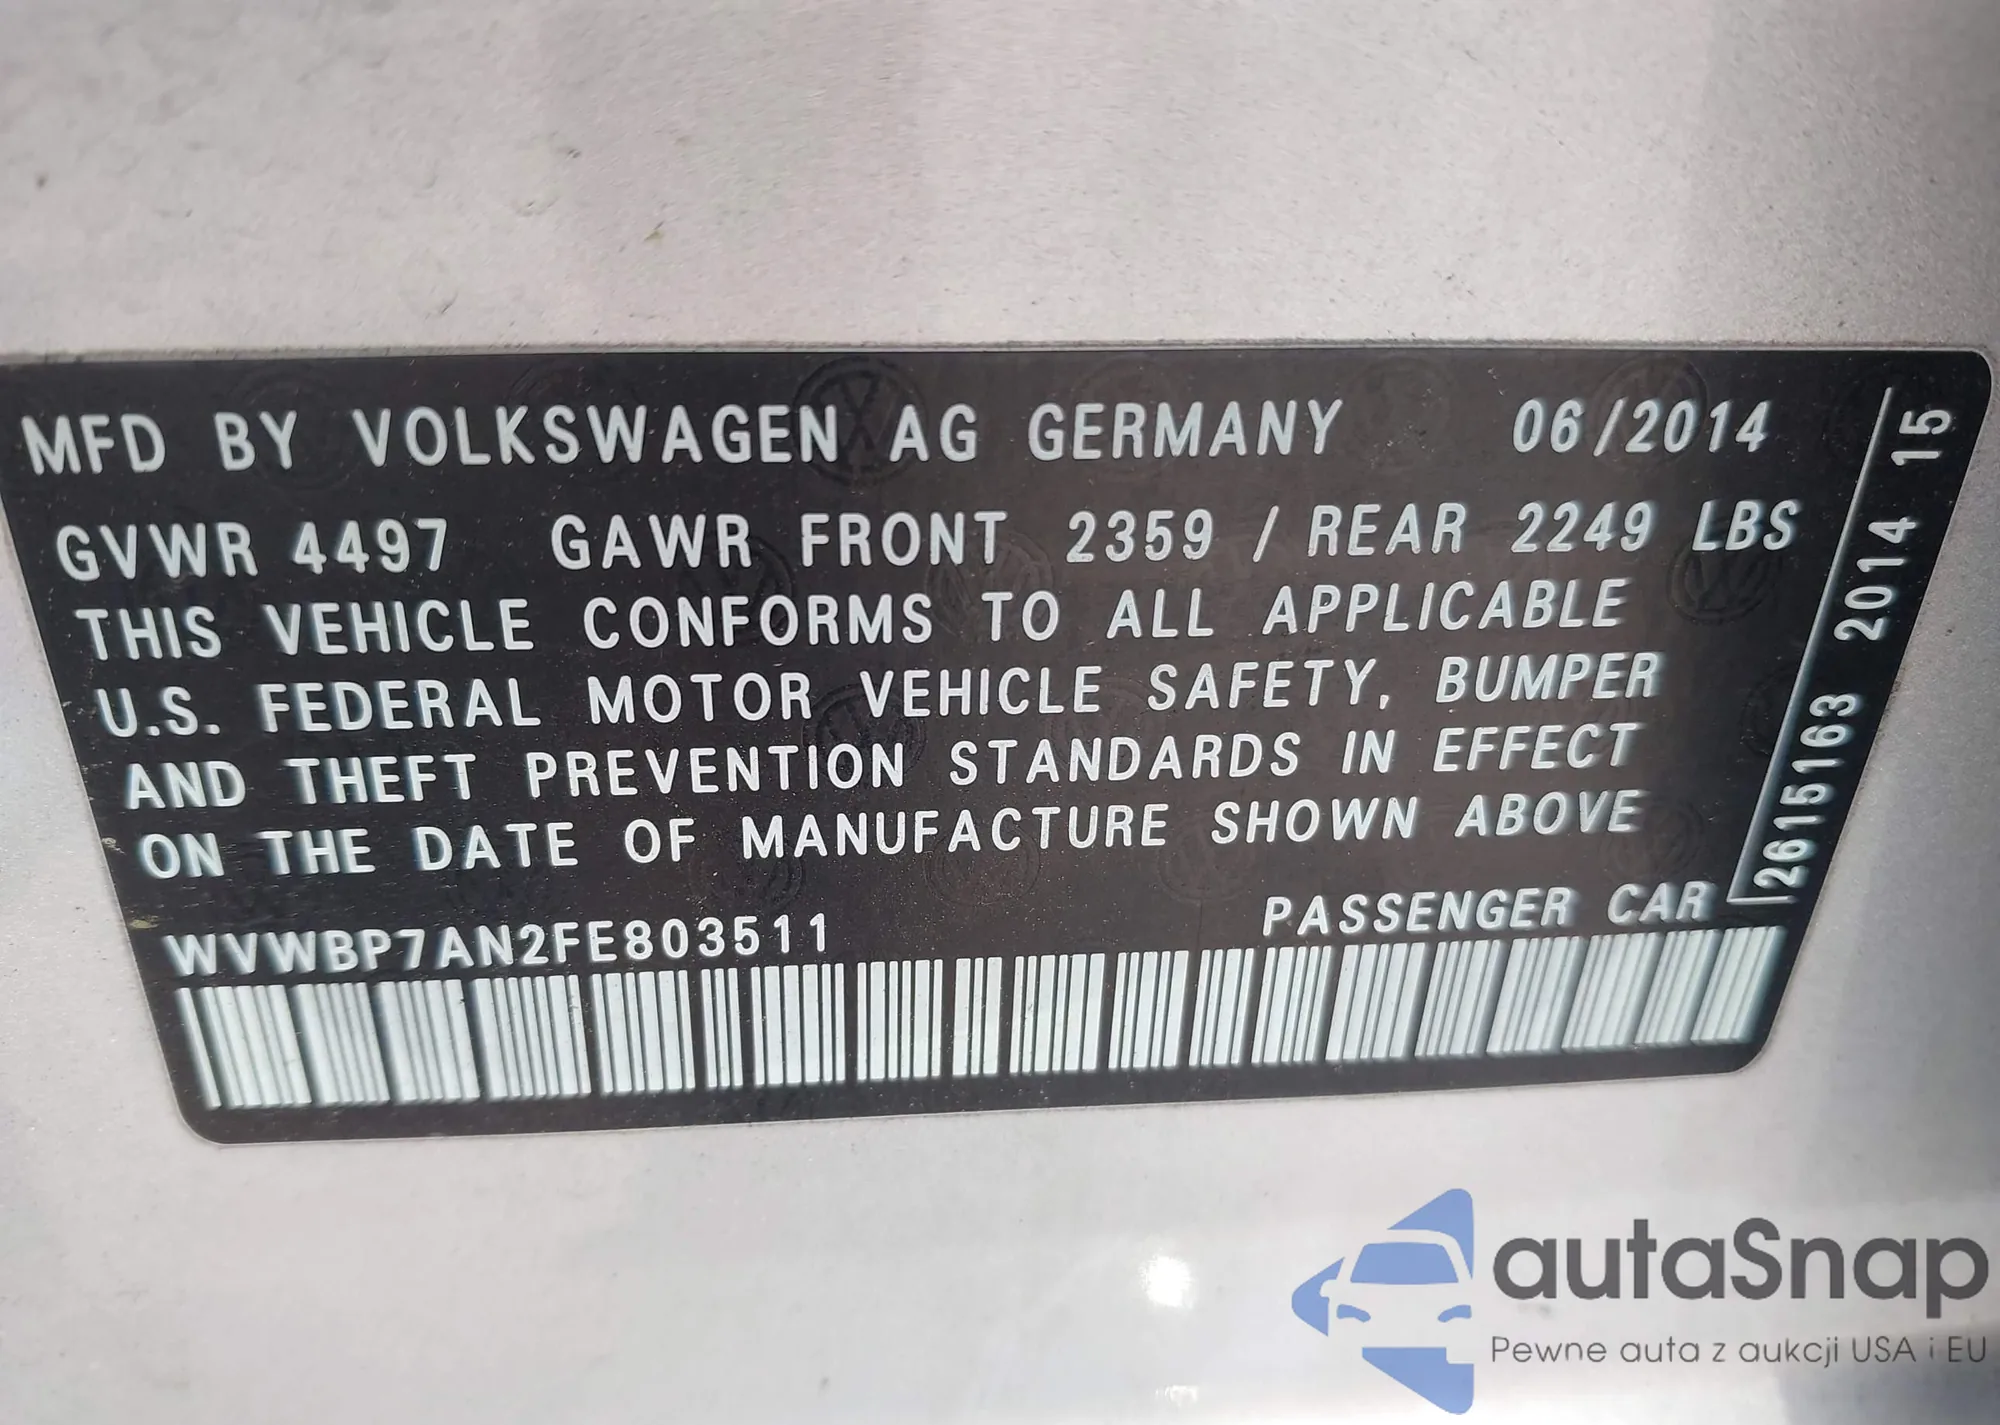 MFD BY VOLKSWAGEN AG GERMANY 06/2014
GVWR 4497 GAWR FRONT 2359 / REAR 2249 LBS
THIS VEHICLE CONFORMS TO ALL APPLICABLE
U.S. FEDERAL MOTOR VEHICLE SAFETY, BUMPER
AND THEFT PREVENTION STANDARDS IN EFFECT
ON THE DATE OF MANUFACTURE SHOWN ABOVE
WVWBP7AN2FE803511 PASSENGER CAR
2615163 2014 15
autaSnap
Pewne auta z aukcji USA i EU